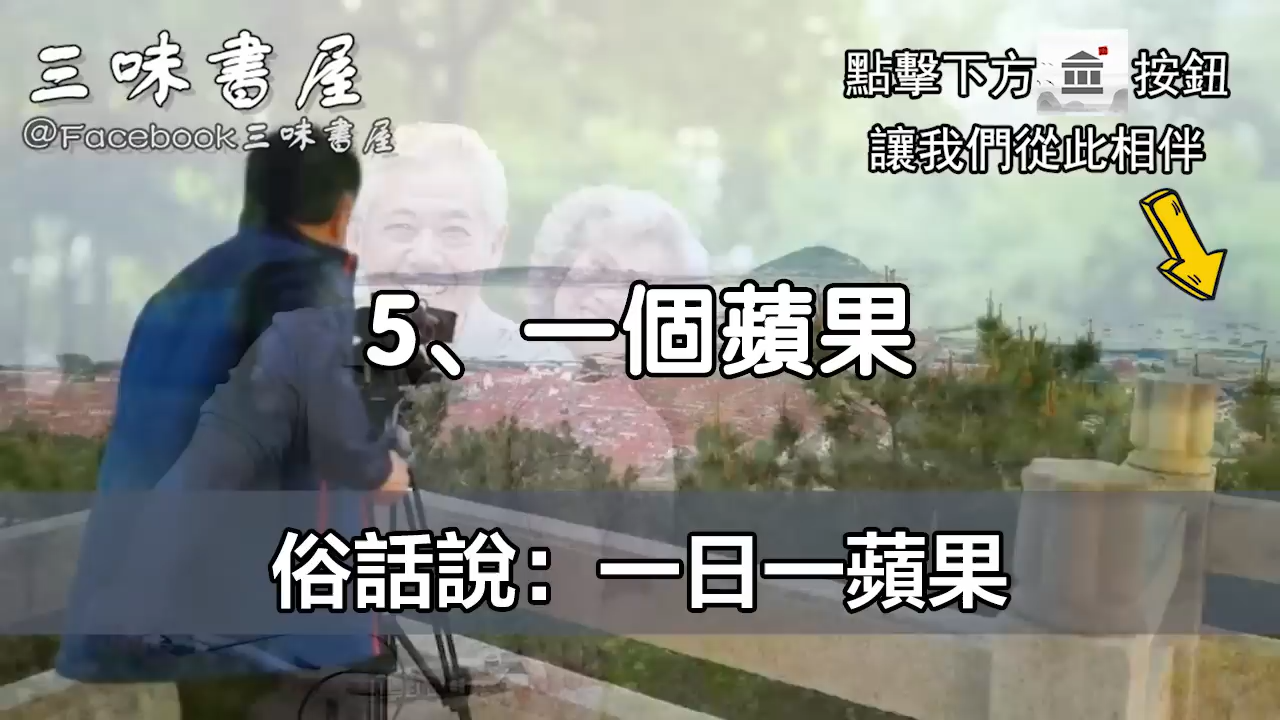 三味書屋
@Facebook三味書屋
點擊下方按鈕
讓我們從此相伴
5、一個蘋果
俗話說：一日一蘋果